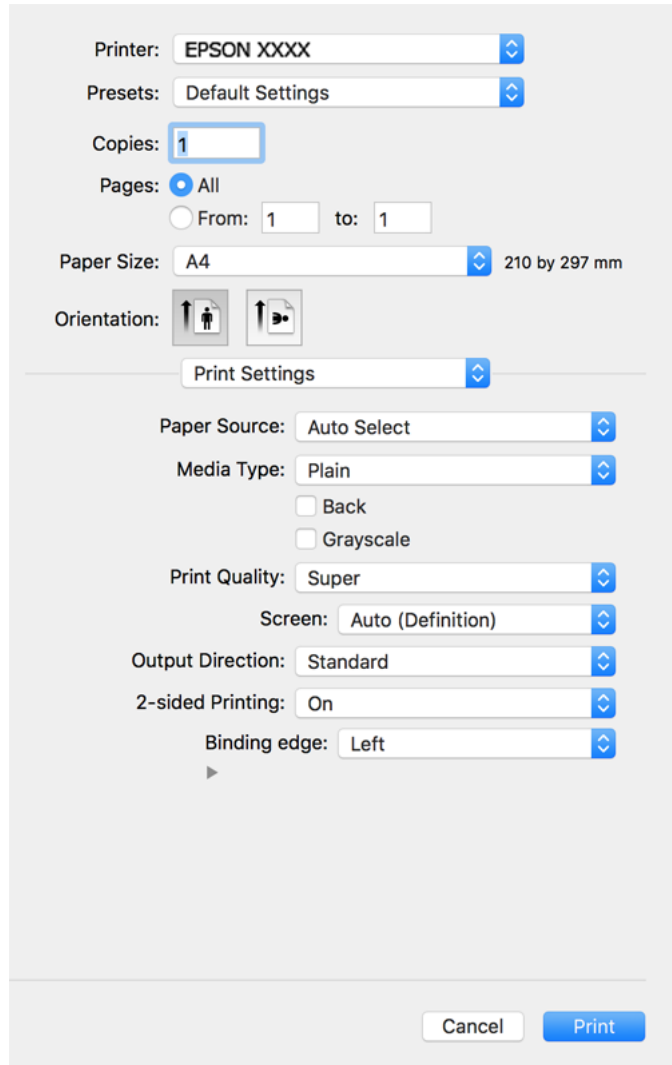 Printer: EPSON XXXX
Presets: Default Settings
Copies: 1
Pages: All
From: 1 to: 1
Paper Size: A4 210 by 297 mm
Orientation:
Print Settings
Paper Source: Auto Select
Media Type: Plain
Back
Grayscale
Print Quality: Super
Screen: Auto (Definition)
Output Direction: Standard
2-sided Printing: On
Binding edge: Left
Cancel Print